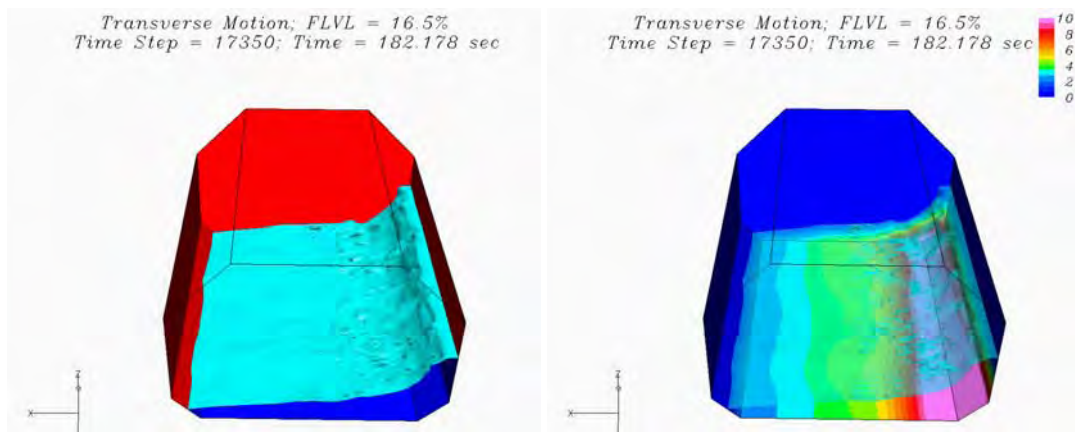 Transverse Motion; FLVL = 16.5%
Time Step = 17350; Time = 182.178 sec
z
x
Transverse Motion; FLVL = 16.5%
Time Step = 17350; Time = 182.178 sec
10
8
6
4
2
0
z
x